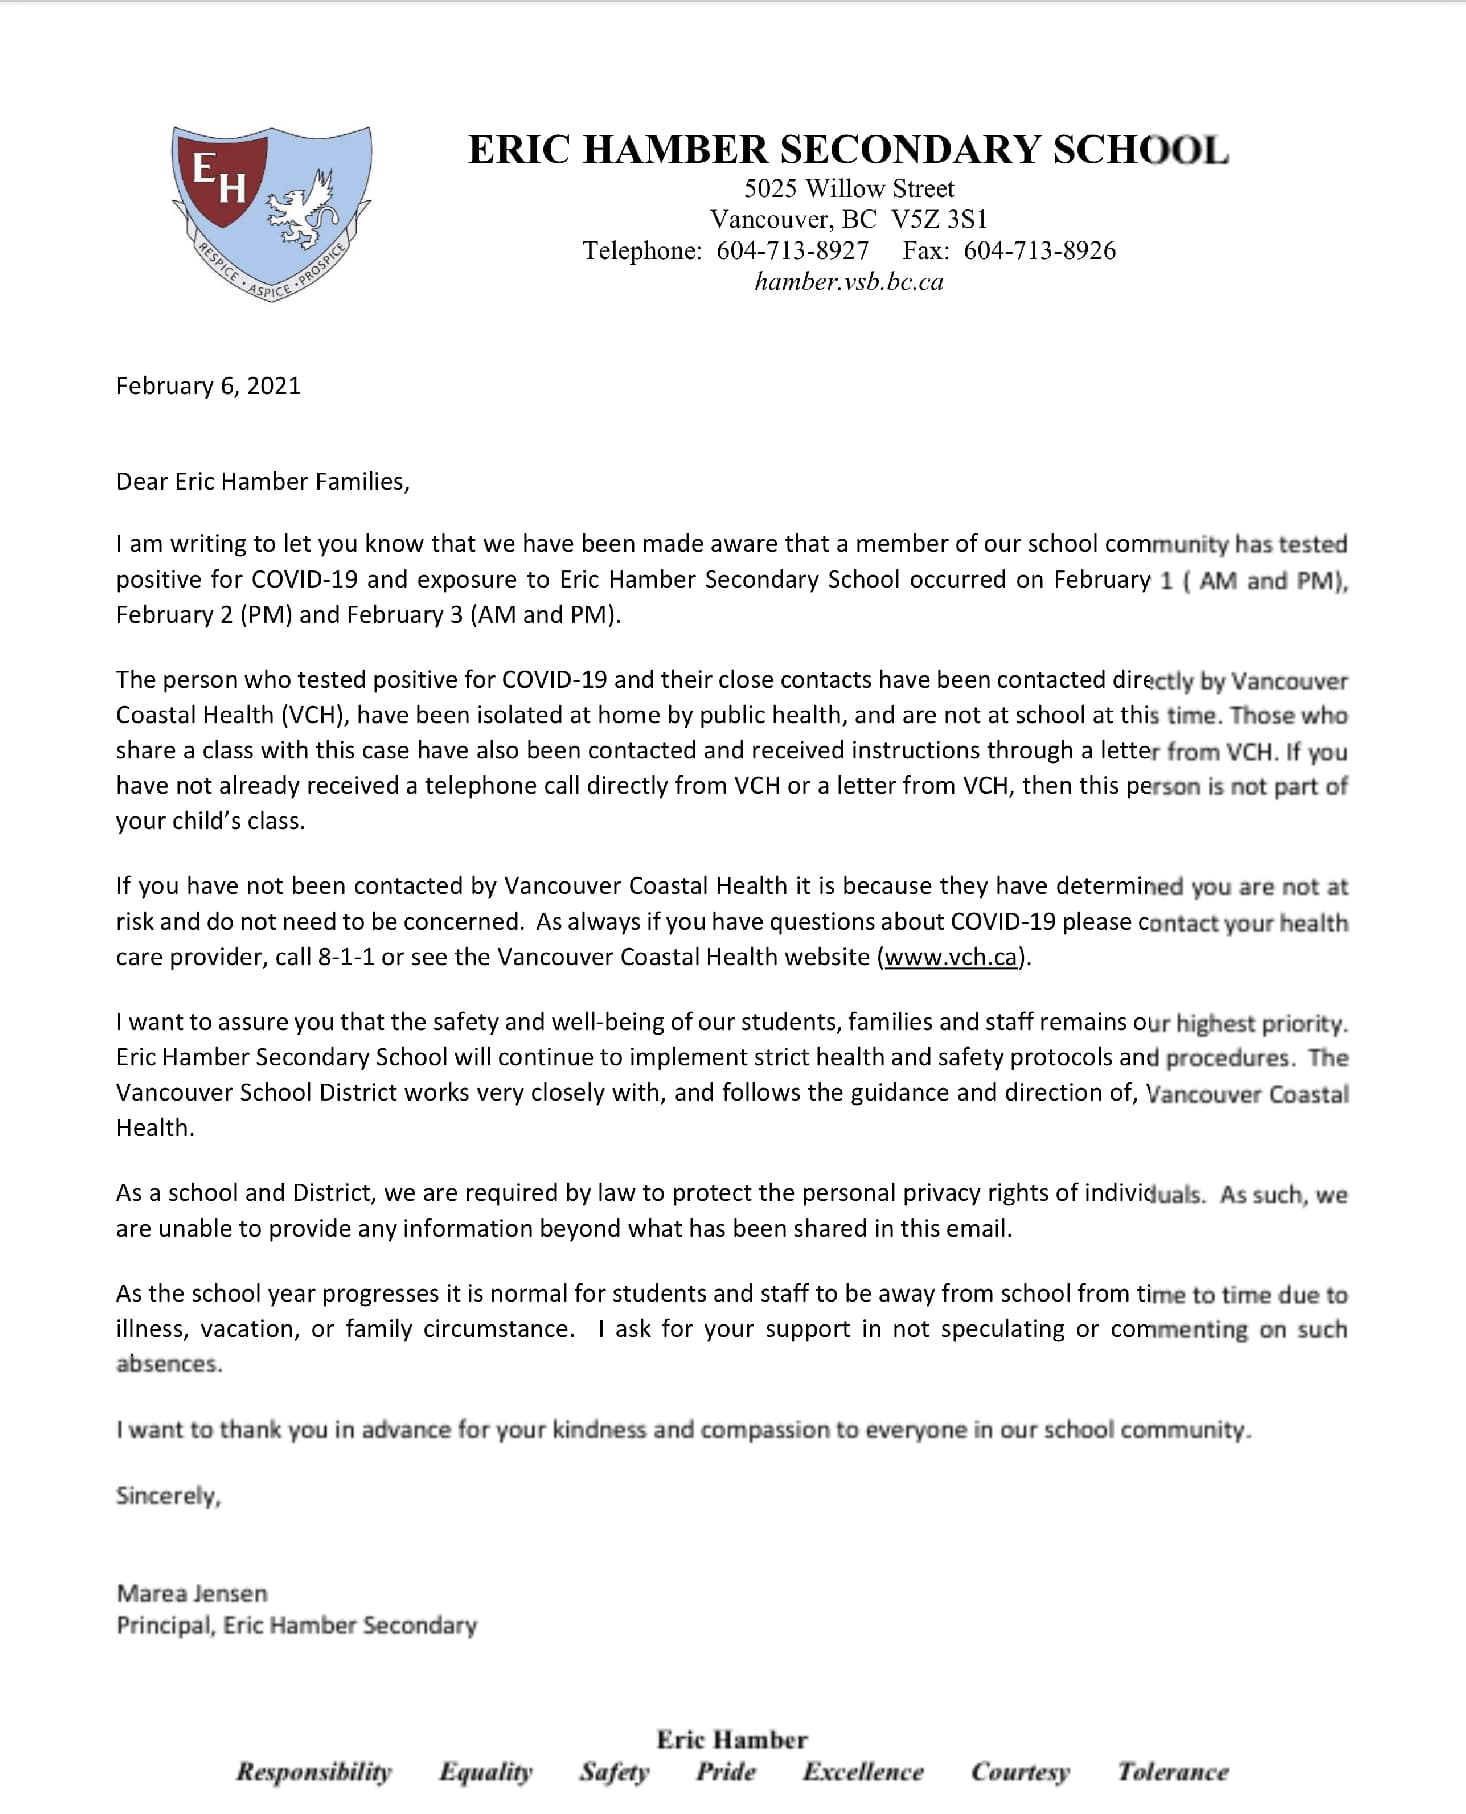 E H
RESPICE · ASPICE · PROSPICE
ERIC HAMBER SECONDARY SCHOOL
5025 Willow Street
Vancouver, BC  V5Z 3S1
Telephone:  604-713-8927    Fax:  604-713-8926
hamber.vsb.bc.ca
February 6, 2021
Dear Eric Hamber Families,
I am writing to let you know that we have been made aware that a member of our school community has tested
positive for COVID-19 and exposure to Eric Hamber Secondary School occurred on February 1 ( AM and PM),
February 2 (PM) and February 3 (AM and PM).
The person who tested positive for COVID-19 and their close contacts have been contacted directly by Vancouver
Coastal Health (VCH), have been isolated at home by public health, and are not at school at this time. Those who
share a class with this case have also been contacted and received instructions through a letter from VCH. If you
have not already received a telephone call directly from VCH or a letter from VCH, then this person is not part of
your child’s class.
If you have not been contacted by Vancouver Coastal Health it is because they have determined you are not at
risk and do not need to be concerned.  As always if you have questions about COVID-19 please contact your health
care provider, call 8-1-1 or see the Vancouver Coastal Health website (www.vch.ca).
I want to assure you that the safety and well-being of our students, families and staff remains our highest priority.
Eric Hamber Secondary School will continue to implement strict health and safety protocols and procedures.  The
Vancouver School District works very closely with, and follows the guidance and direction of, Vancouver Coastal
Health.
As a school and District, we are required by law to protect the personal privacy rights of individuals.  As such, we
are unable to provide any information beyond what has been shared in this email.
As the school year progresses it is normal for students and staff to be away from school from time to time due to
illness, vacation, or family circumstance.  I ask for your support in not speculating or commenting on such
absences.
I want to thank you in advance for your kindness and compassion to everyone in our school community.
Sincerely,
Marea Jensen
Principal, Eric Hamber Secondary
Eric Hamber
Responsibility    Equality    Safety    Pride    Excellence    Courtesy    Tolerance